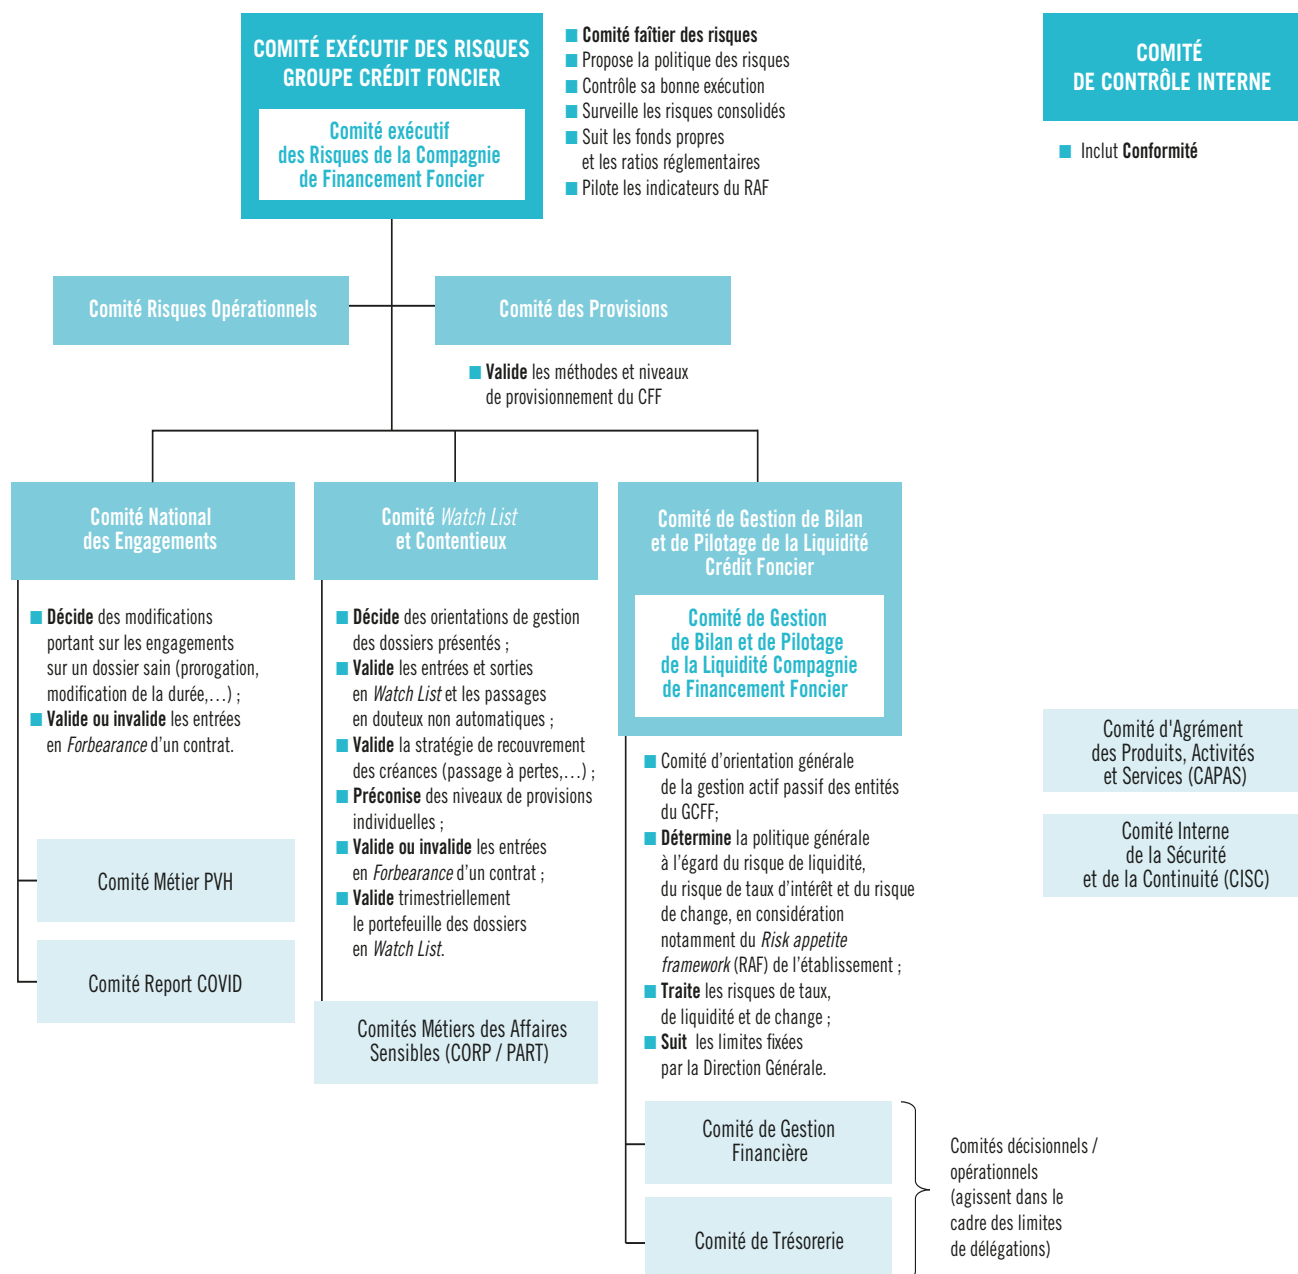 COMITÉ EXÉCUTIF DES RISQUES
GROUPE CRÉDIT FONCIER
Comité exécutif
des Risques de la Compagnie
de Financement Foncier
Comité faîtier des risques
Propose la politique des risques
Contrôle sa bonne exécution
Surveille les risques consolidés
Suit les fonds propres
et les ratios réglementaires
Pilote les indicateurs du RAF
COMITÉ
DE CONTRÔLE INTERNE
Inclut Conformité
Comité Risques Opérationnels
Comité des Provisions
Valide les méthodes et niveaux
de provisionnement du CFF
Comité National
des Engagements
Décide des modifications
portant sur les engagements
sur un dossier sain (prorogation,
modification de la durée,…) ;
Valide ou invalide les entrées
en Forbearance d'un contrat.
Comité Métier PVH
Comité Report COVID
Comité Watch List
et Contentieux
Décide des orientations de gestion
des dossiers présentés ;
Valide les entrées et sorties
en Watch List et les passages
en douteux non automatiques ;
Valide la stratégie de recouvrement
des créances (passage à pertes,…) ;
Préconise des niveaux de provisions
individuelles ;
Valide ou invalide les entrées
en Forbearance d'un contrat ;
Valide trimestriellement
le portefeuille des dossiers
en Watch List.
Comités Métiers des Affaires
Sensibles (CORP / PART)
Comité de Gestion de Bilan
et de Pilotage de la Liquidité
Crédit Foncier
Comité de Gestion
de Bilan et de Pilotage
de la Liquidité Compagnie
de Financement Foncier
Comité d'orientation générale
de la gestion actif passif des entités
du GCFF;
Détermine la politique générale
à l'égard du risque de liquidité,
du risque de taux d'intérêt et du risque
de change, en considération
notamment du Risk appetite
framework (RAF) de l'établissement ;
Traite les risques de taux,
de liquidité et de change ;
Suit les limites fixées
par la Direction Générale.
Comité de Gestion
Financière
Comité de Trésorerie
Comités décisionnels /
opérationnels
(agissent dans le
cadre des limites
de délégations)
Comité d'Agrément
des Produits, Activités
et Services (CAPAS)
Comité Interne
de la Sécurité
et de la Continuité (CISC)